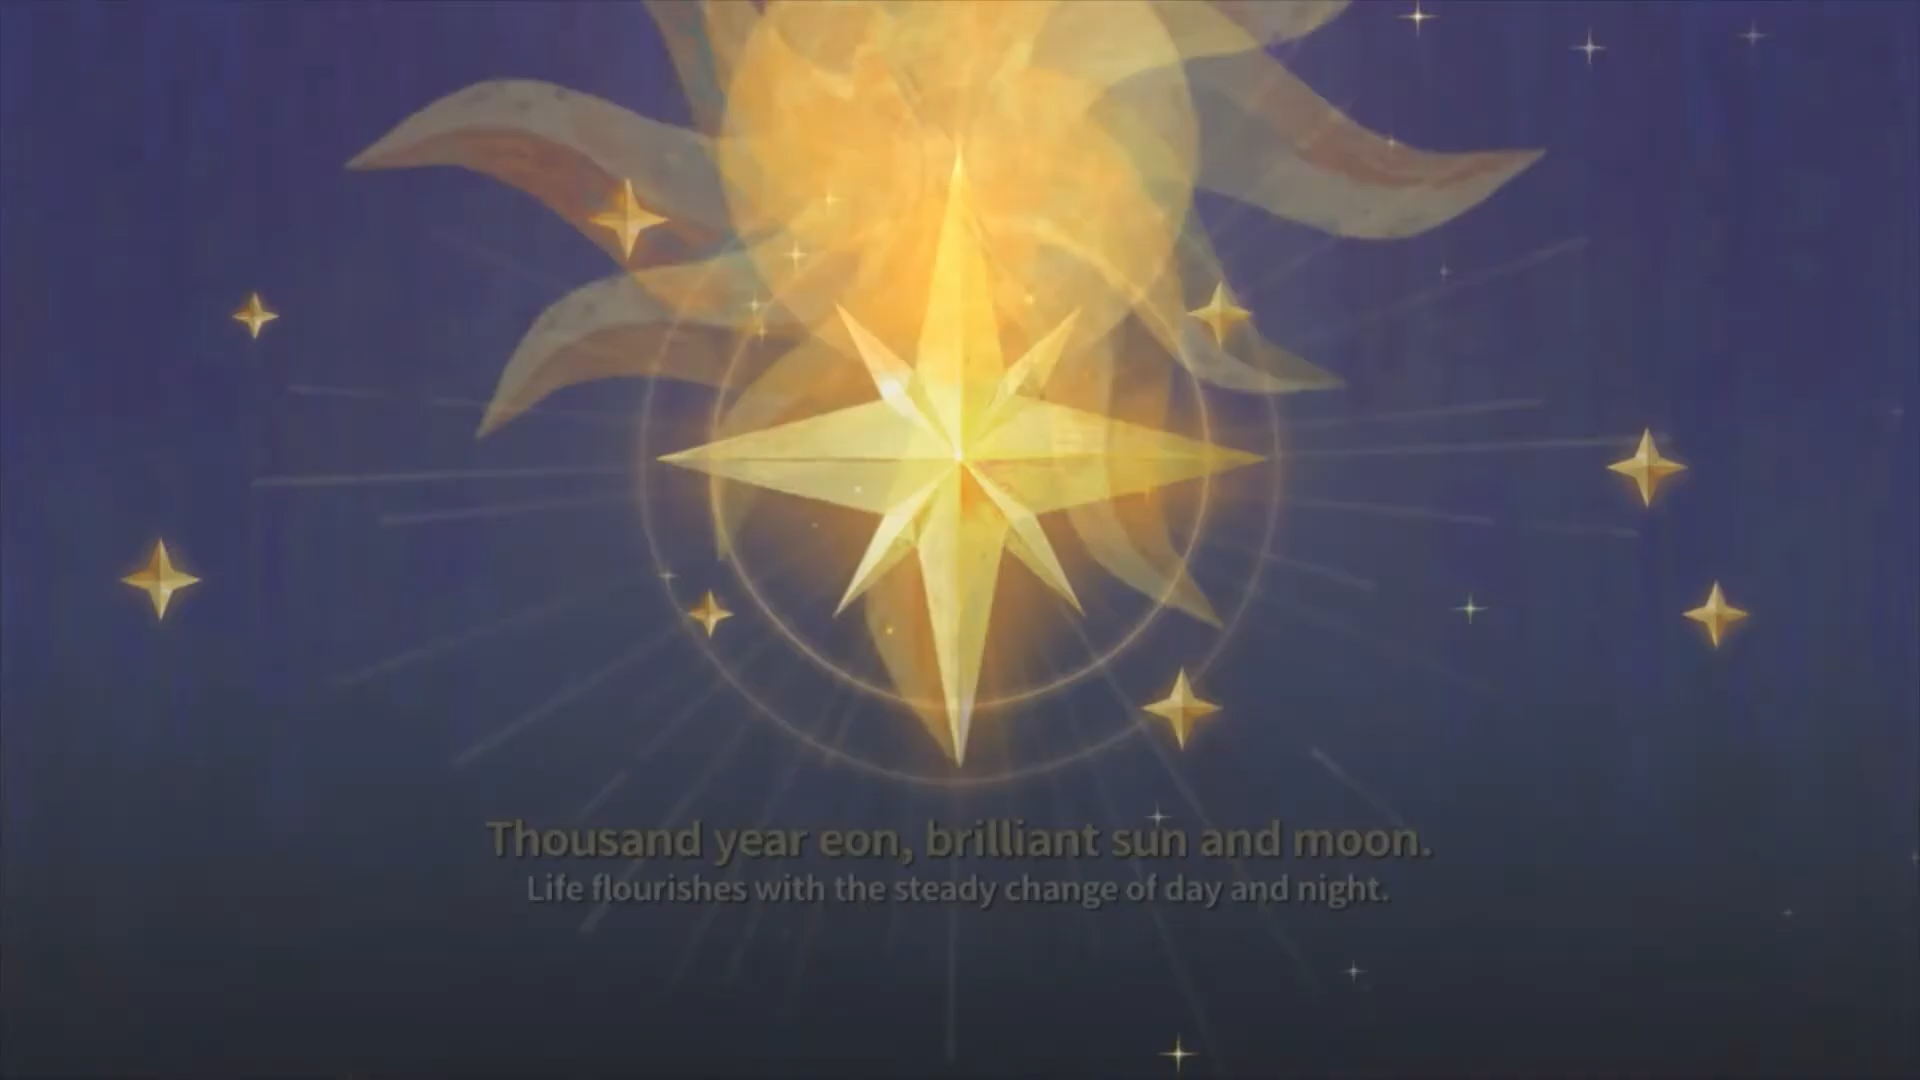 Thousand year eon, brilliant sun and moon.
Life flourishes with the steady change of day and night.